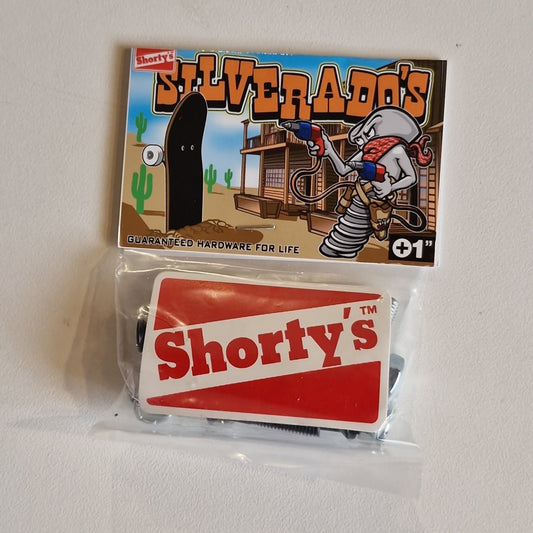 Shorty's
SILVERADO'S
GUARANTEED HARDWARE FOR LIFE
1"
Shorty's™